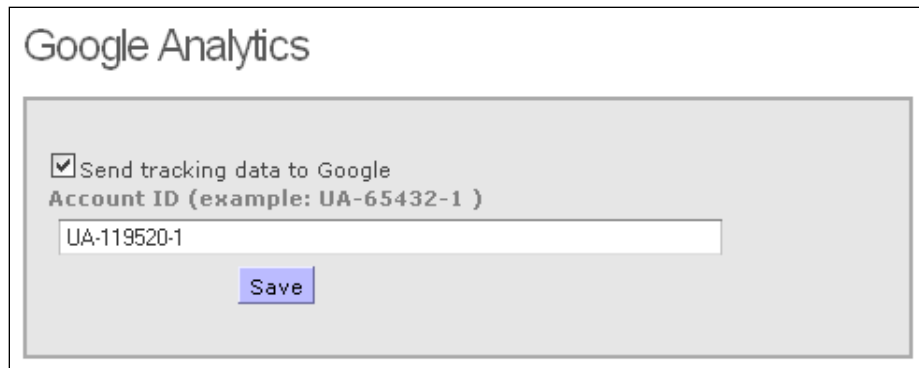 Google Analytics
Send tracking data to Google
Account ID (example: UA-65432-1 )
UA-119520-1
Save